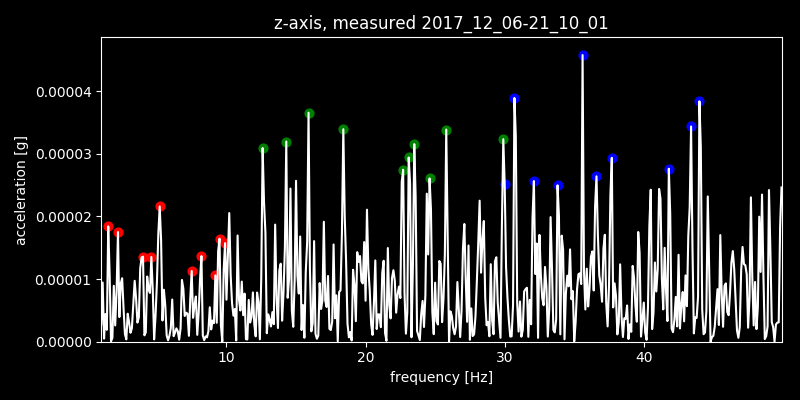 z-axis, measured 2017_12_06-21_10_01
acceleration [g]
0.00004
0.00003
0.00002
0.00001
0.00000
10 20 30 40
frequency [Hz]